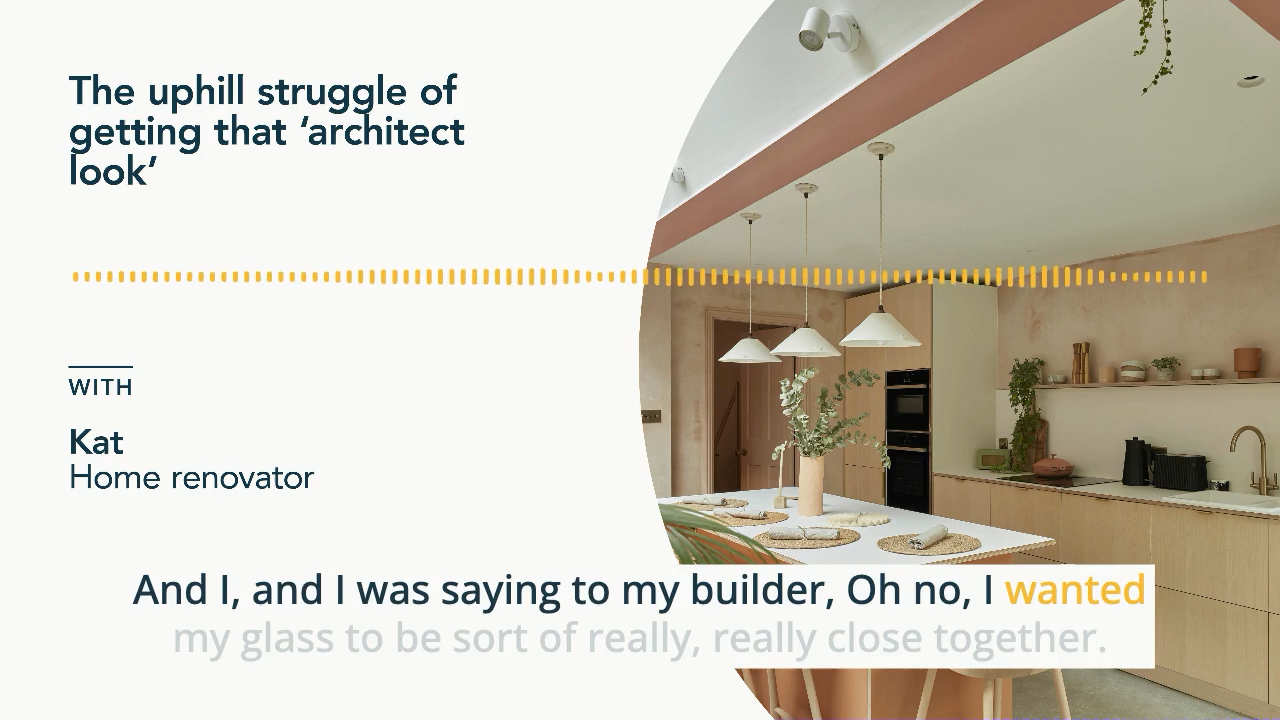 The uphill struggle of
getting that ‘architect
look’
WITH
Kat
Home renovator
And I, and I was saying to my builder, Oh no, I wanted
my glass to be sort of really, really close together.